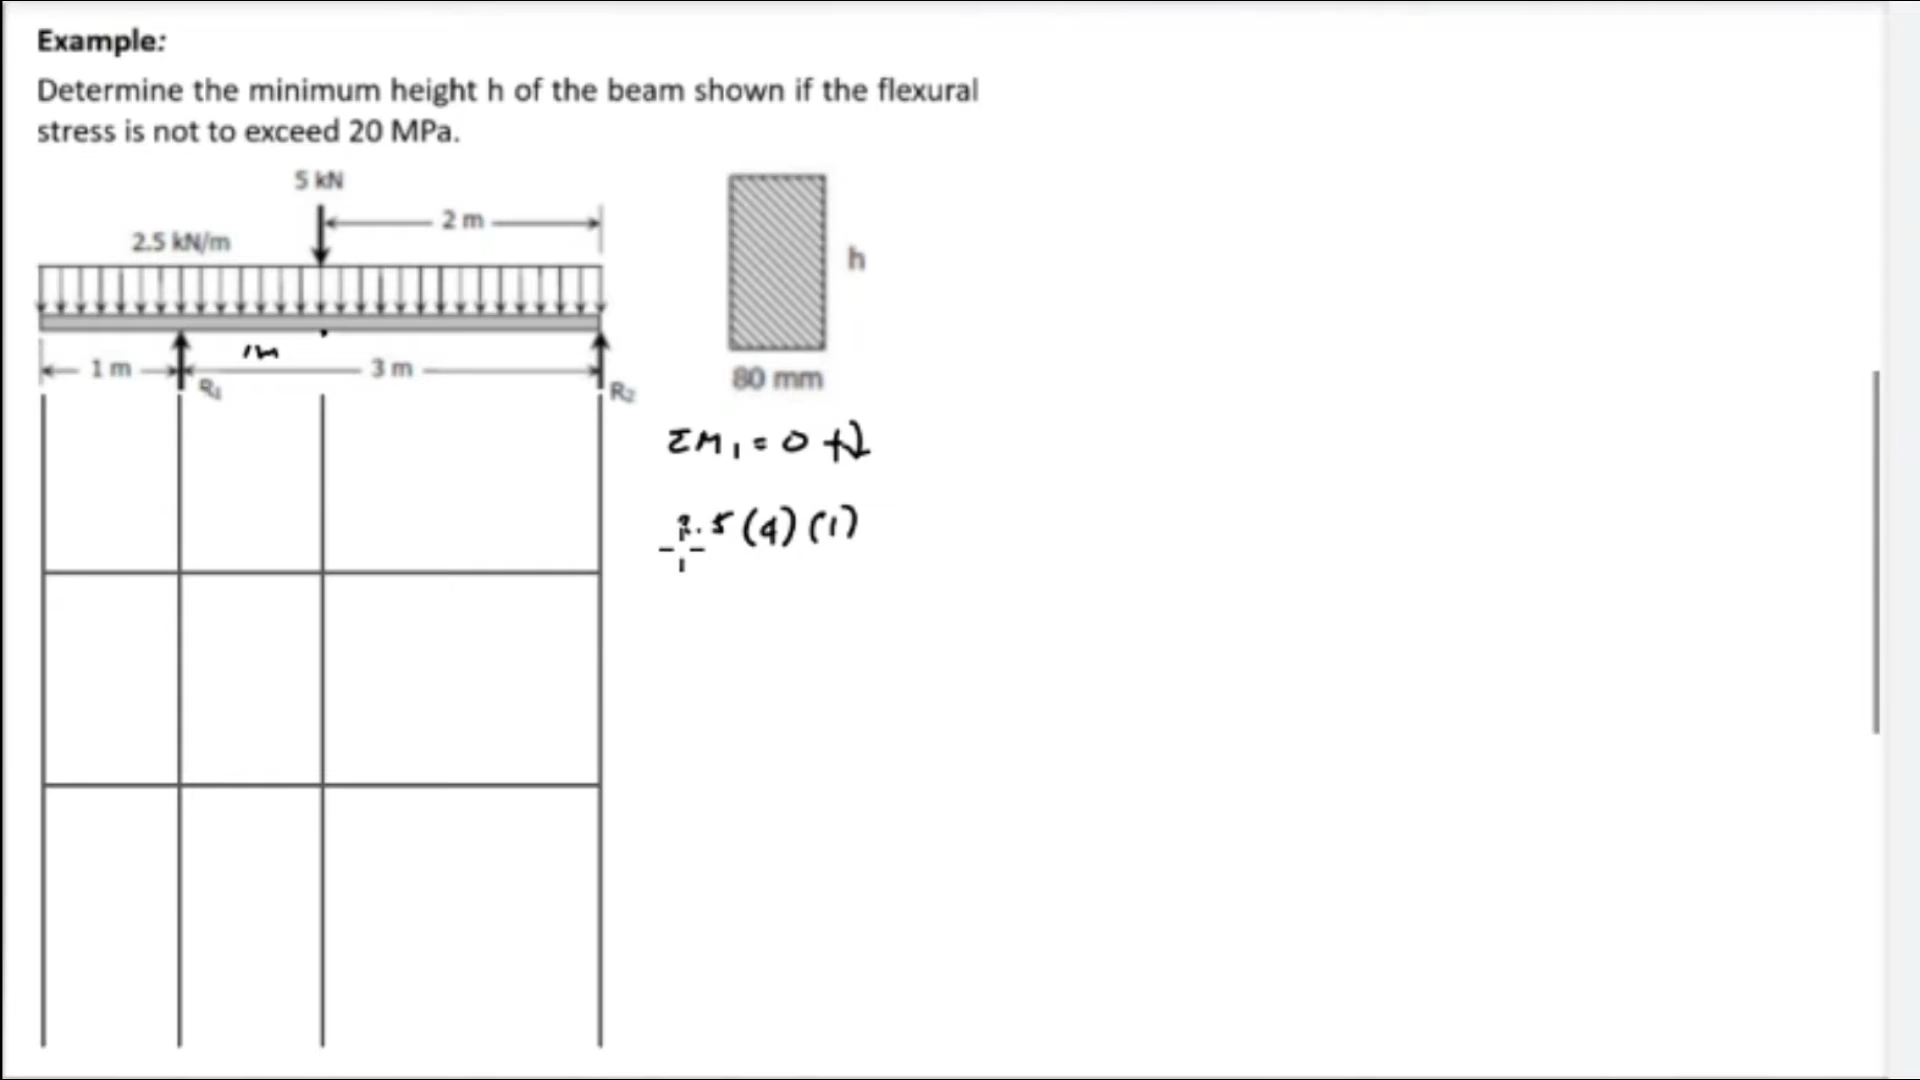 Example:
Determine the minimum height h of the beam shown if the flexural
stress is not to exceed 20 MPa.
5 kN
2 m
2.5 kN/m
h
1m
1 m
3 m
R₁
R₂
80 mm
ΣM₁ = 0 +
2.5(4)(1)